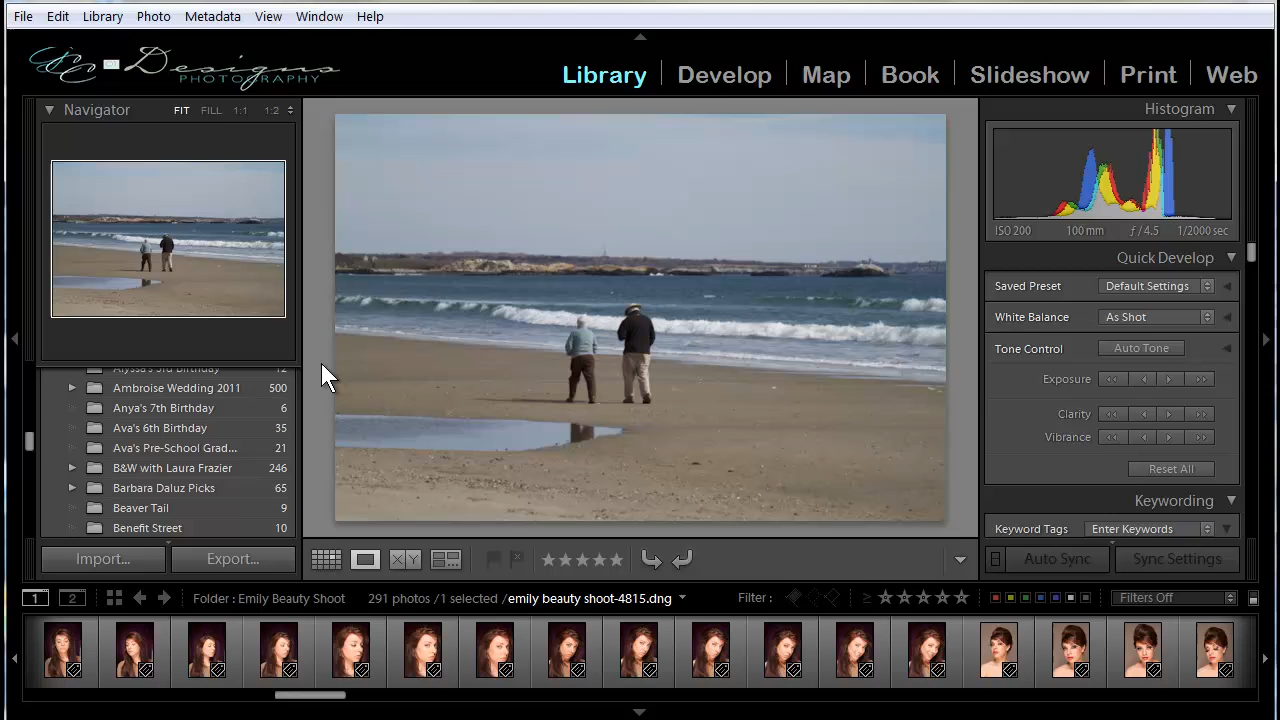 File Edit Library Photo Metadata View Window Help
Designs
PHOTOGRAPHY
Library Develop Map Book Slideshow Print Web
Navigator FIT FILL 1:1 1:2
Histogram
ISO 200 100 mm ƒ / 4.5 1/2000 sec
Quick Develop
Saved Preset Default Settings
White Balance As Shot
Tone Control Auto Tone
Exposure
Clarity
Vibrance
Reset All
Keywording
Keyword Tags Enter Keywords
Alyssa's 3rd Birthday 12
Ambroise Wedding 2011 500
Anya's 7th Birthday 6
Ava's 6th Birthday 35
Ava's Pre-School Grad... 21
B&W with Laura Frazier 246
Barbara Daluz Picks 65
Beaver Tail 9
Benefit Street 10
Import... Export...
XY
Auto Sync Sync Settings
1 2 Folder : Emily Beauty Shoot 291 photos /1 selected /emily beauty shoot-4815.dng Filter : ≥ Filters Off